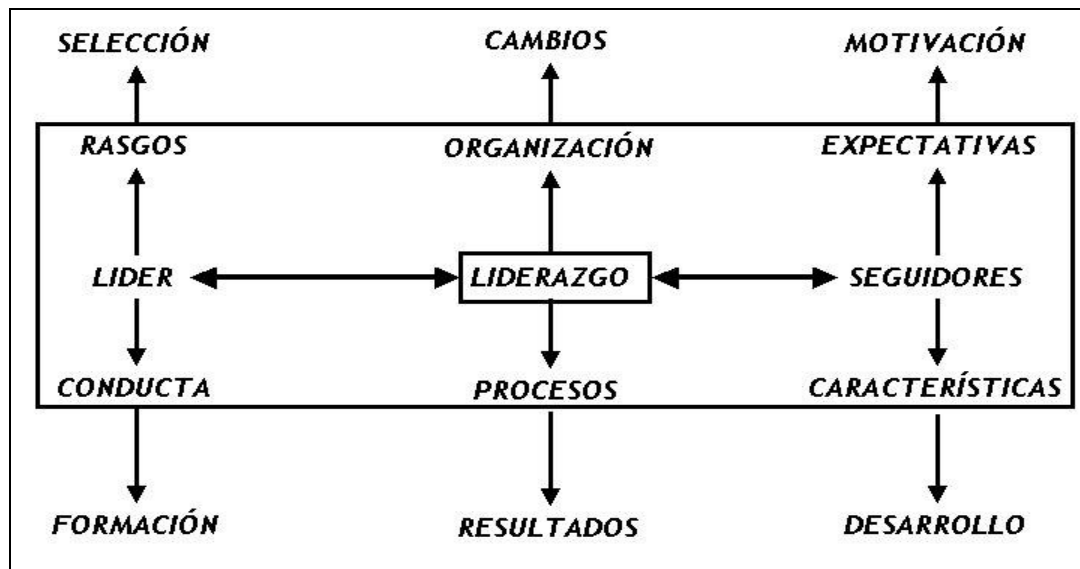 SELECCIÓN CAMBIOS MOTIVACIÓN
RASGOS ORGANIZACIÓN EXPECTATIVAS
LIDER LIDERAZGO SEGUIDORES
CONDUCTA PROCESOS CARACTERÍSTICAS
FORMACIÓN RESULTADOS DESARROLLO